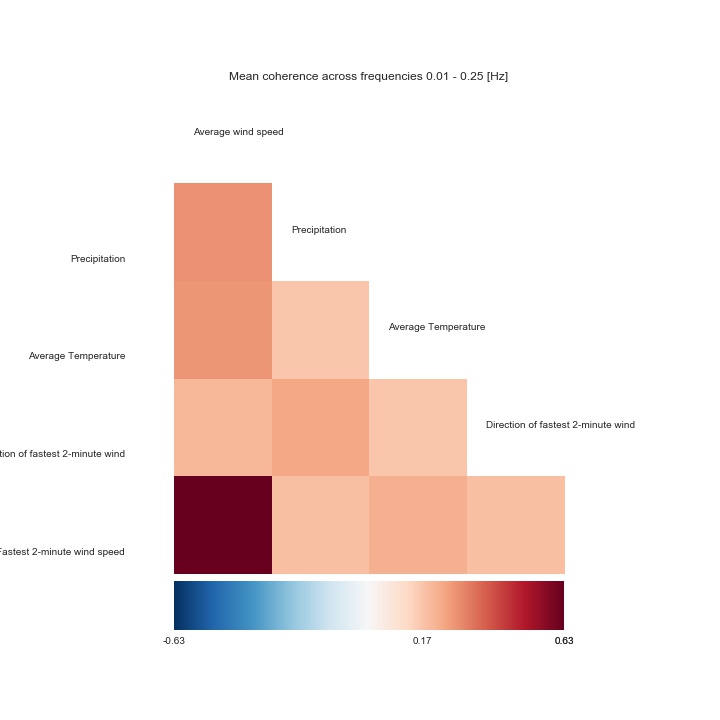 Mean coherence across frequencies 0.01 - 0.25 [Hz]
Average wind speed
Precipitation
Precipitation
Average Temperature
Average Temperature
Direction of fastest 2-minute wind
tion of fastest 2-minute wind
Fastest 2-minute wind speed
-0.63 0.17 0.63